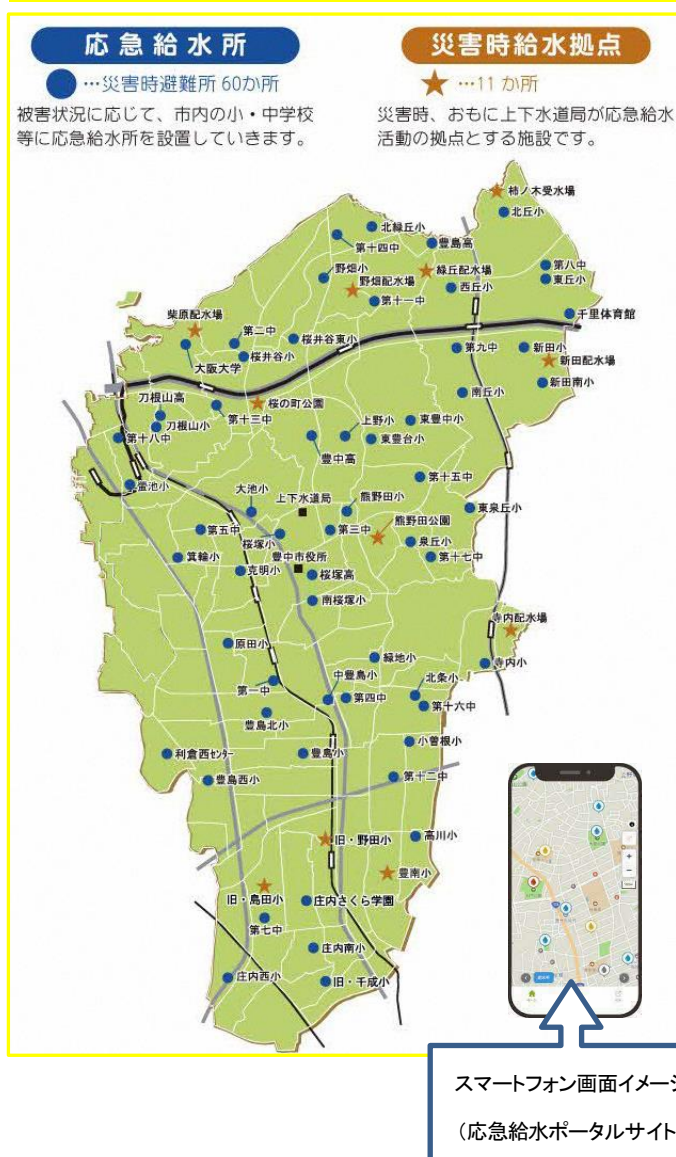 応急給水所
…災害時避難所 60か所
被害状況に応じて、市内の小・中学校
等に応急給水所を設置していきます。
災害時給水拠点
…11 か所
災害時、おもに上下水道局が応急給水
活動の拠点とする施設です。
柿ノ木受水場
北丘小
北緑丘小
第十四中
豊島高
野畑小
緑丘配水場
第八中
東丘小
野畑配水場
西丘小
第十一中
千里体育館
柴原配水場
第二中
桜井谷東小
大阪大学
桜井谷小
第九中
新田小
新田配水場
新田南小
刀根山高
桜の町公園
南丘小
第十三中
刀根山小
上野小
東豊中小
第十八中
東豊台小
豊中高
第十五中
蛍池小
大池小
上下水道局
熊野田小
東泉丘小
第五中
桜塚小
第三中
熊野田公園
泉丘小
箕輪小
豊中市役所
第十七中
克明小
桜塚高
南桜塚小
寺内配水場
原田小
緑地小
寺内小
第一中
中豊島小
第四中
北条小
第十六中
豊島北小
小曽根小
利倉西センター
豊島小
豊島西小
第十二中
旧・野田小
高川小
豊南小
旧・島田小
庄内さくら学園
第七中
庄内南小
庄内西小
旧・千成小
スマートフォン画面イメージ
（応急給水ポータルサイト